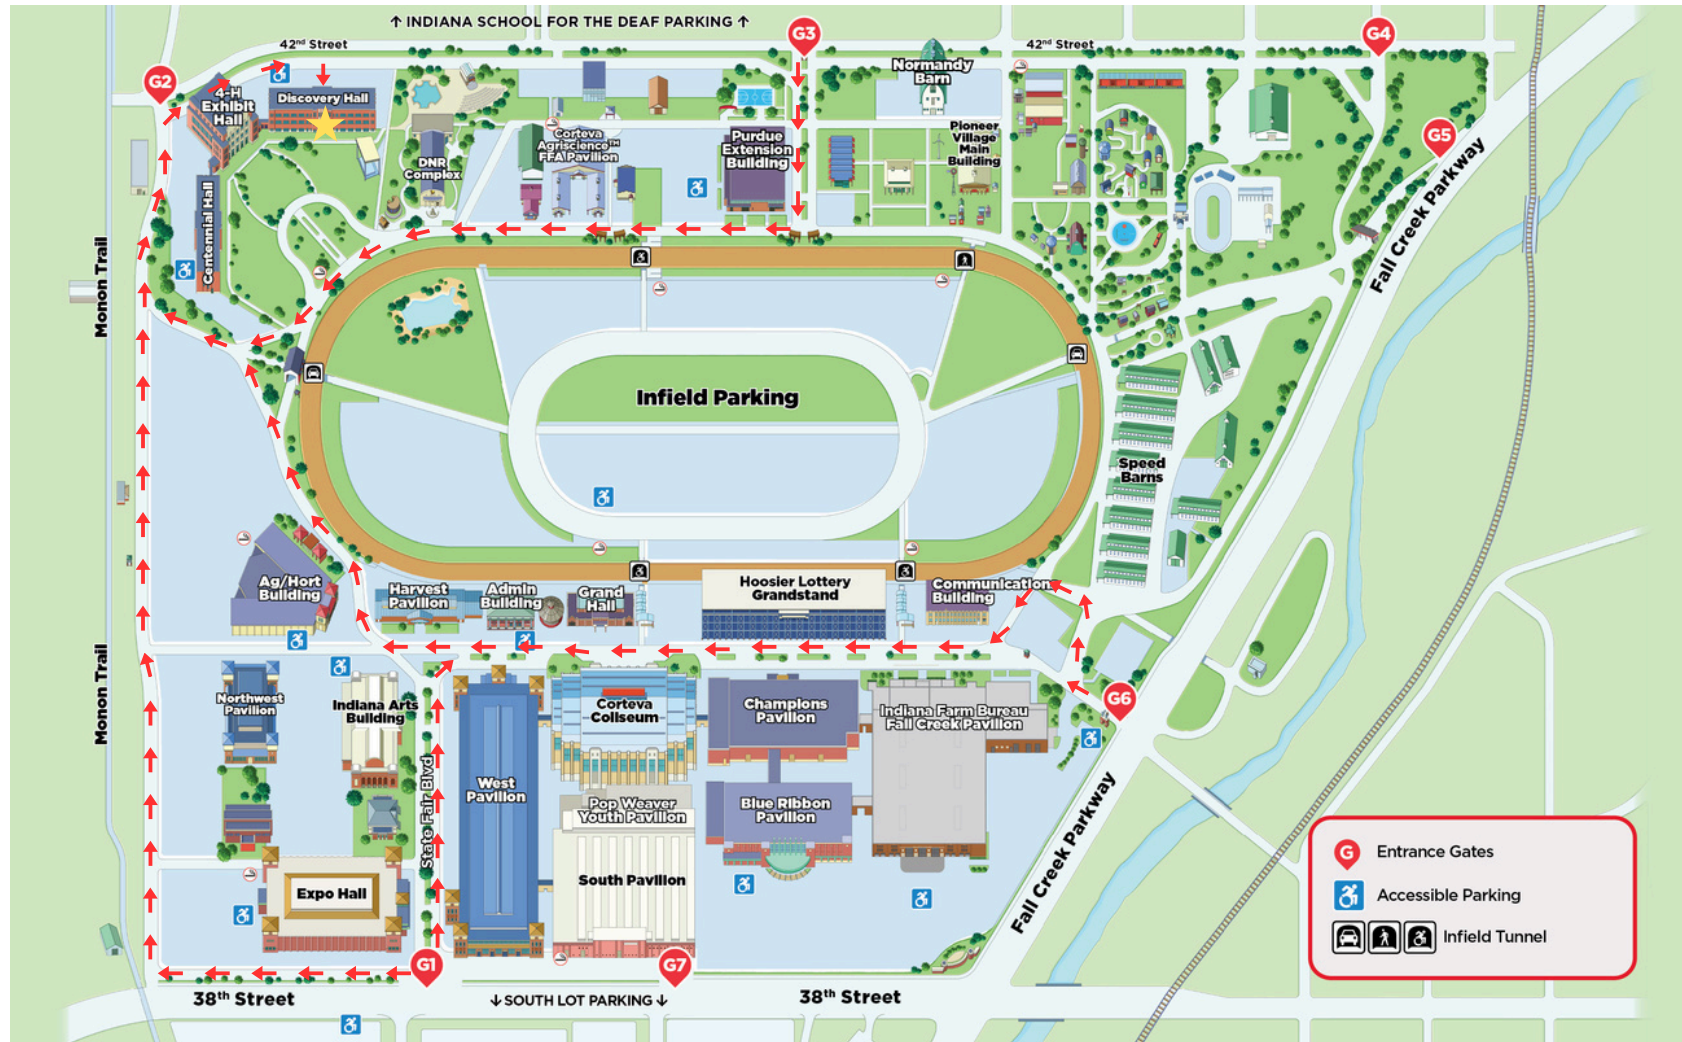 ↑ INDIANA SCHOOL FOR THE DEAF PARKING ↑
G3
G4
42nd Street
42nd Street
G2
Normandy
Barn
4-H
Exhibit
Hall
Discovery Hall
G5
Corteva
Agriscience™
FFA Pavilion
Purdue
Extension
Building
Pioneer
Village
Main
Building
DNR
Complex
Centennial Hall
Monon Trail
Fall Creek Parkway
Infield Parking
Speed
Barns
Ag/Hort
Building
Harvest
Pavilion
Admin
Building
Grand
Hall
Hoosier Lottery
Grandstand
Communication
Building
Monon Trail
Northwest
Pavilion
Indiana Arts
Building
Corteva
Coliseum
Champions
Pavilion
Indiana Farm Bureau
Fall Creek Pavilion
G6
State Fair Blvd
West
Pavilion
Pop Weaver
Youth Pavilion
Blue Ribbon
Pavilion
Fall Creek Parkway
Expo Hall
South Pavilion
G1
G7
38th Street
↓ SOUTH LOT PARKING ↓
38th Street
G Entrance Gates
Accessible Parking
Infield Tunnel